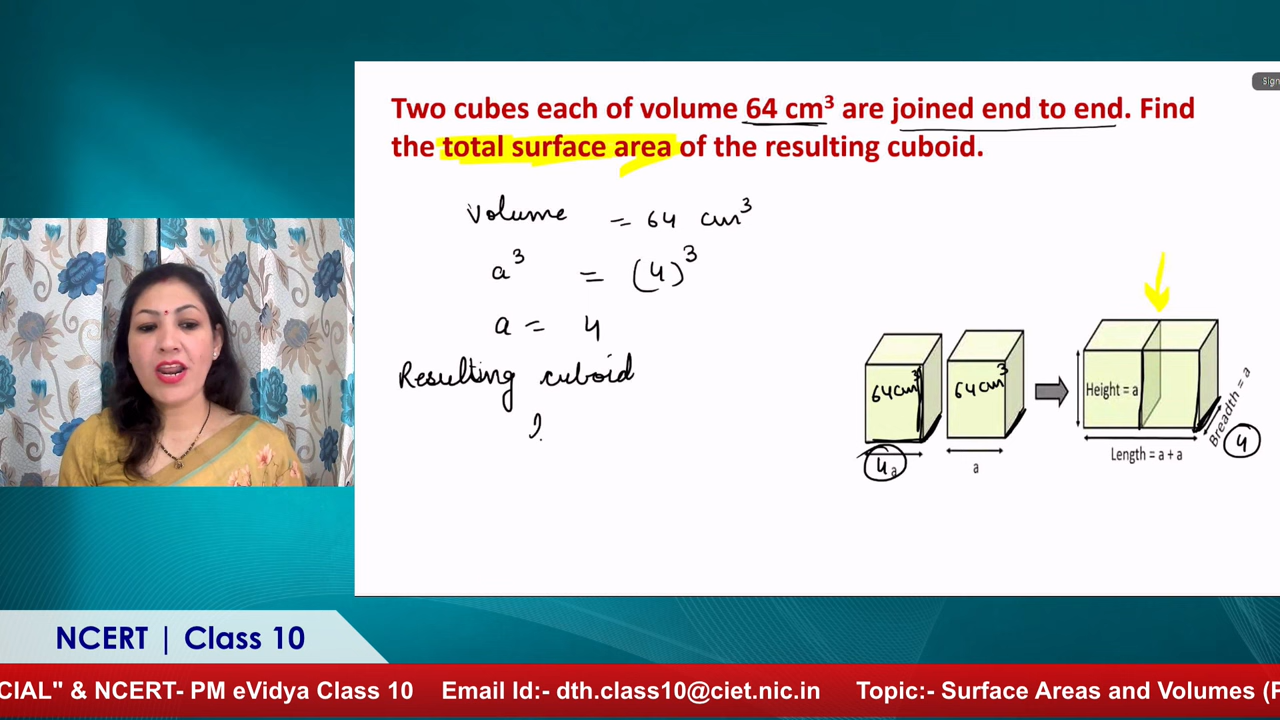 Sign
Two cubes each of volume 64 cm³ are joined end to end. Find
the total surface area of the resulting cuboid.
volume = 64 cm³
a³ = (4)³
a = 4
Resulting cuboid
64cm³
64cm³
4 a
a
Height = a
Length = a + a
Breadth = a
4
NCERT | Class 10
CIAL" & NCERT- PM eVidya Class 10 Email Id:- dth.class10@ciet.nic.in Topic:- Surface Areas and Volumes (P